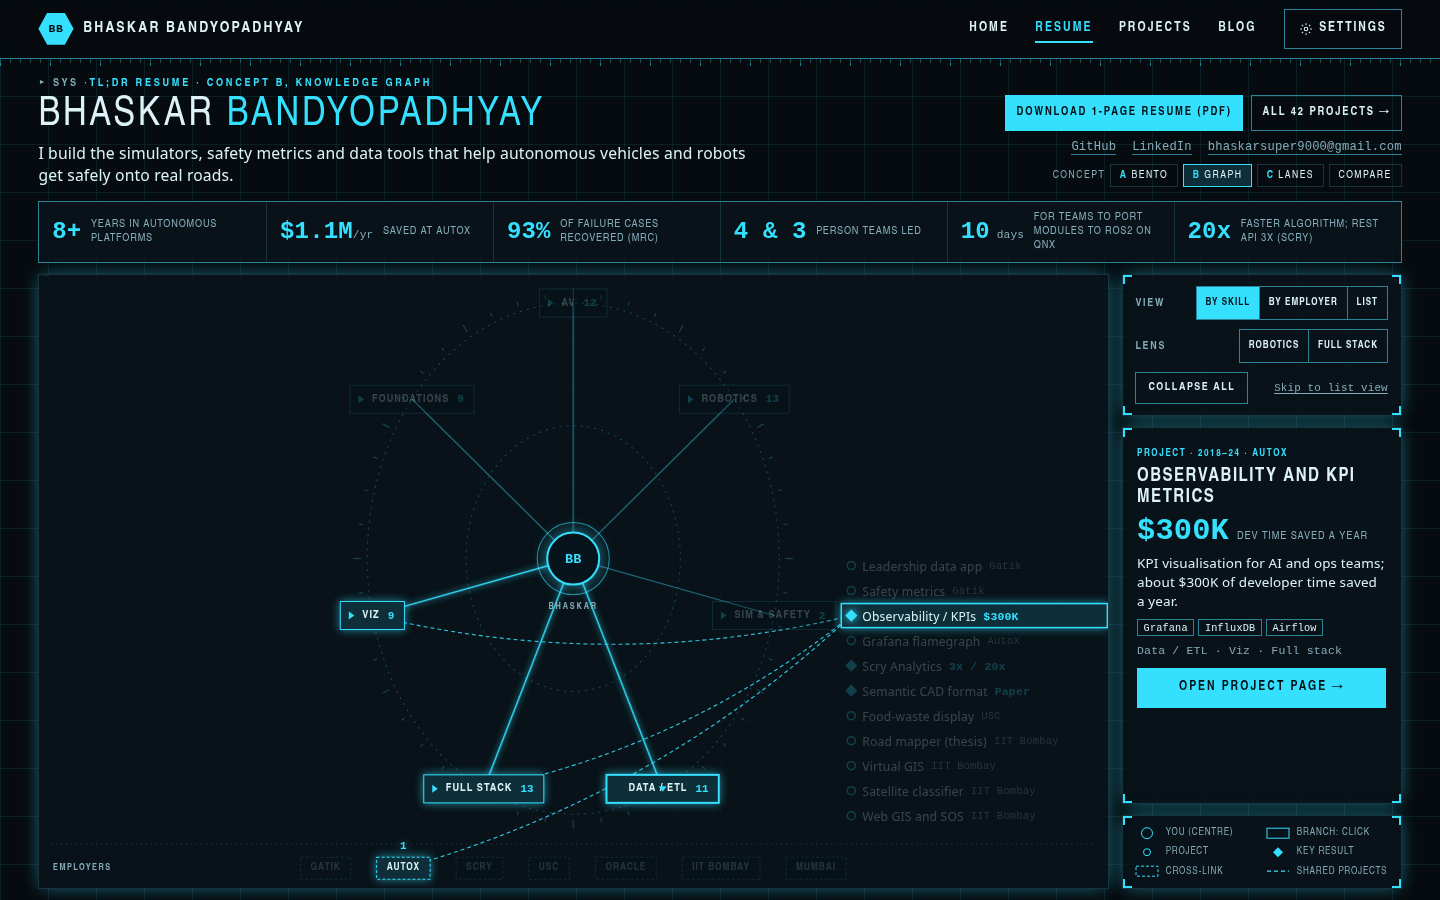 BB BHASKAR BANDYOPADHYAY
HOME RESUME PROJECTS BLOG SETTINGS
SYS ·TL;DR RESUME · CONCEPT B, KNOWLEDGE GRAPH
BHASKAR BANDYOPADHYAY
I build the simulators, safety metrics and data tools that help autonomous vehicles and robots
get safely onto real roads.
DOWNLOAD 1-PAGE RESUME (PDF) ALL 42 PROJECTS →
GitHub LinkedIn bhaskarsuper9000@gmail.com
CONCEPT A BENTO B GRAPH C LANES COMPARE
8+ YEARS IN AUTONOMOUS
PLATFORMS
$1.1M/yr SAVED AT AUTOX
93% OF FAILURE CASES
RECOVERED (MRC)
4 & 3 PERSON TEAMS LED
10 days FOR TEAMS TO PORT
MODULES TO ROS2 ON
QNX
20x FASTER ALGORITHM; REST
API 3X (SCRY)
AV 12
FOUNDATIONS 9
ROBOTICS 13
BB
BHASKAR
VIZ 9
SIM & SAFETY 2
FULL STACK 13
DATA / ETL 11
Leadership data app Gatik
Safety metrics Gatik
Observability / KPIs $300K
Grafana flamegraph AutoX
Scry Analytics 3x / 20x
Semantic CAD format Paper
Food-waste display USC
Road mapper (thesis) IIT Bombay
Virtual GIS IIT Bombay
Satellite classifier IIT Bombay
Web GIS and SOS IIT Bombay
1
EMPLOYERS GATIK AUTOX SCRY USC ORACLE IIT BOMBAY MUMBAI
VIEW BY SKILL BY EMPLOYER LIST
LENS ROBOTICS FULL STACK
COLLAPSE ALL Skip to list view
PROJECT · 2018–24 · AUTOX
OBSERVABILITY AND KPI
METRICS
$300K DEV TIME SAVED A YEAR
KPI visualisation for AI and ops teams;
about $300K of developer time saved
a year.
Grafana InfluxDB Airflow
Data / ETL · Viz · Full stack
OPEN PROJECT PAGE →
YOU (CENTRE) BRANCH: CLICK
PROJECT KEY RESULT
CROSS-LINK SHARED PROJECTS